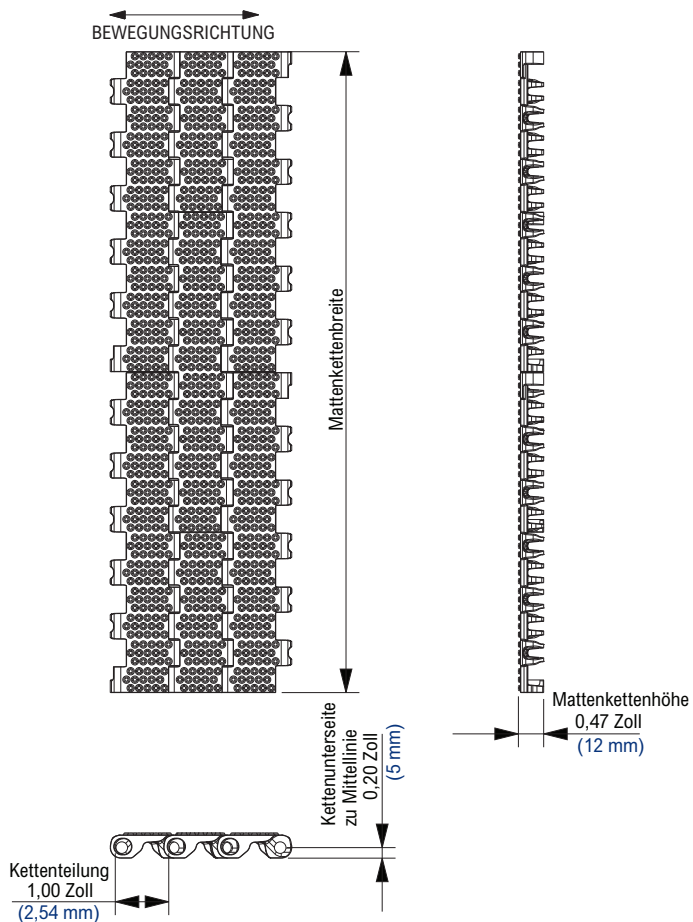 BEWEGUNGSRICHTUNG
Mattenkettenbreite
Mattenkettenhöhe
0,47 Zoll
(12 mm)
Kettenunterseite
zu Mittellinie
0,20 Zoll
(5 mm)
Kettenteilung
1,00 Zoll
(2,54 mm)